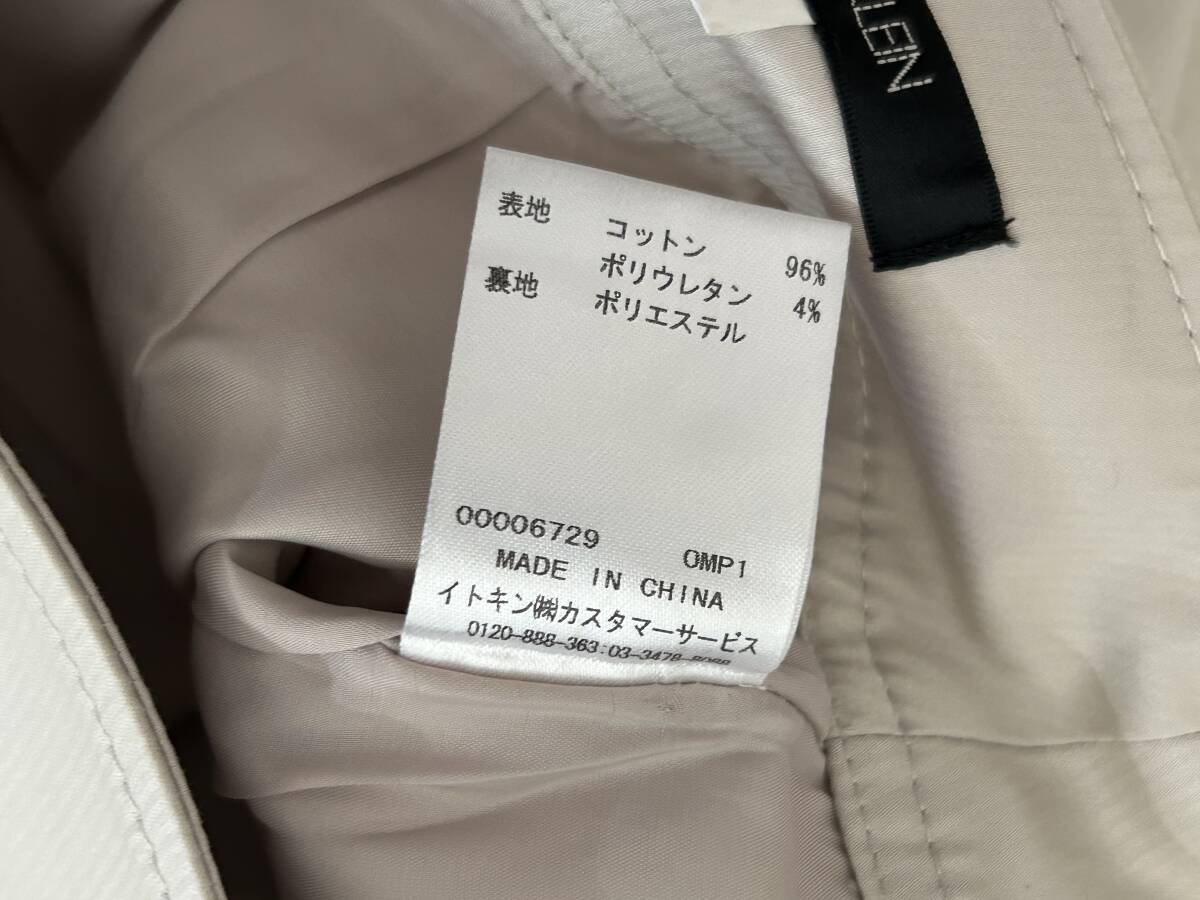 表地 コットン 96%
ポリウレタン 4%
裏地 ポリエステル
00006729 OMP1
MADE IN CHINA
イトキン㈱カスタマーサービス
0120-888-363:03-3478-8088
LEIN